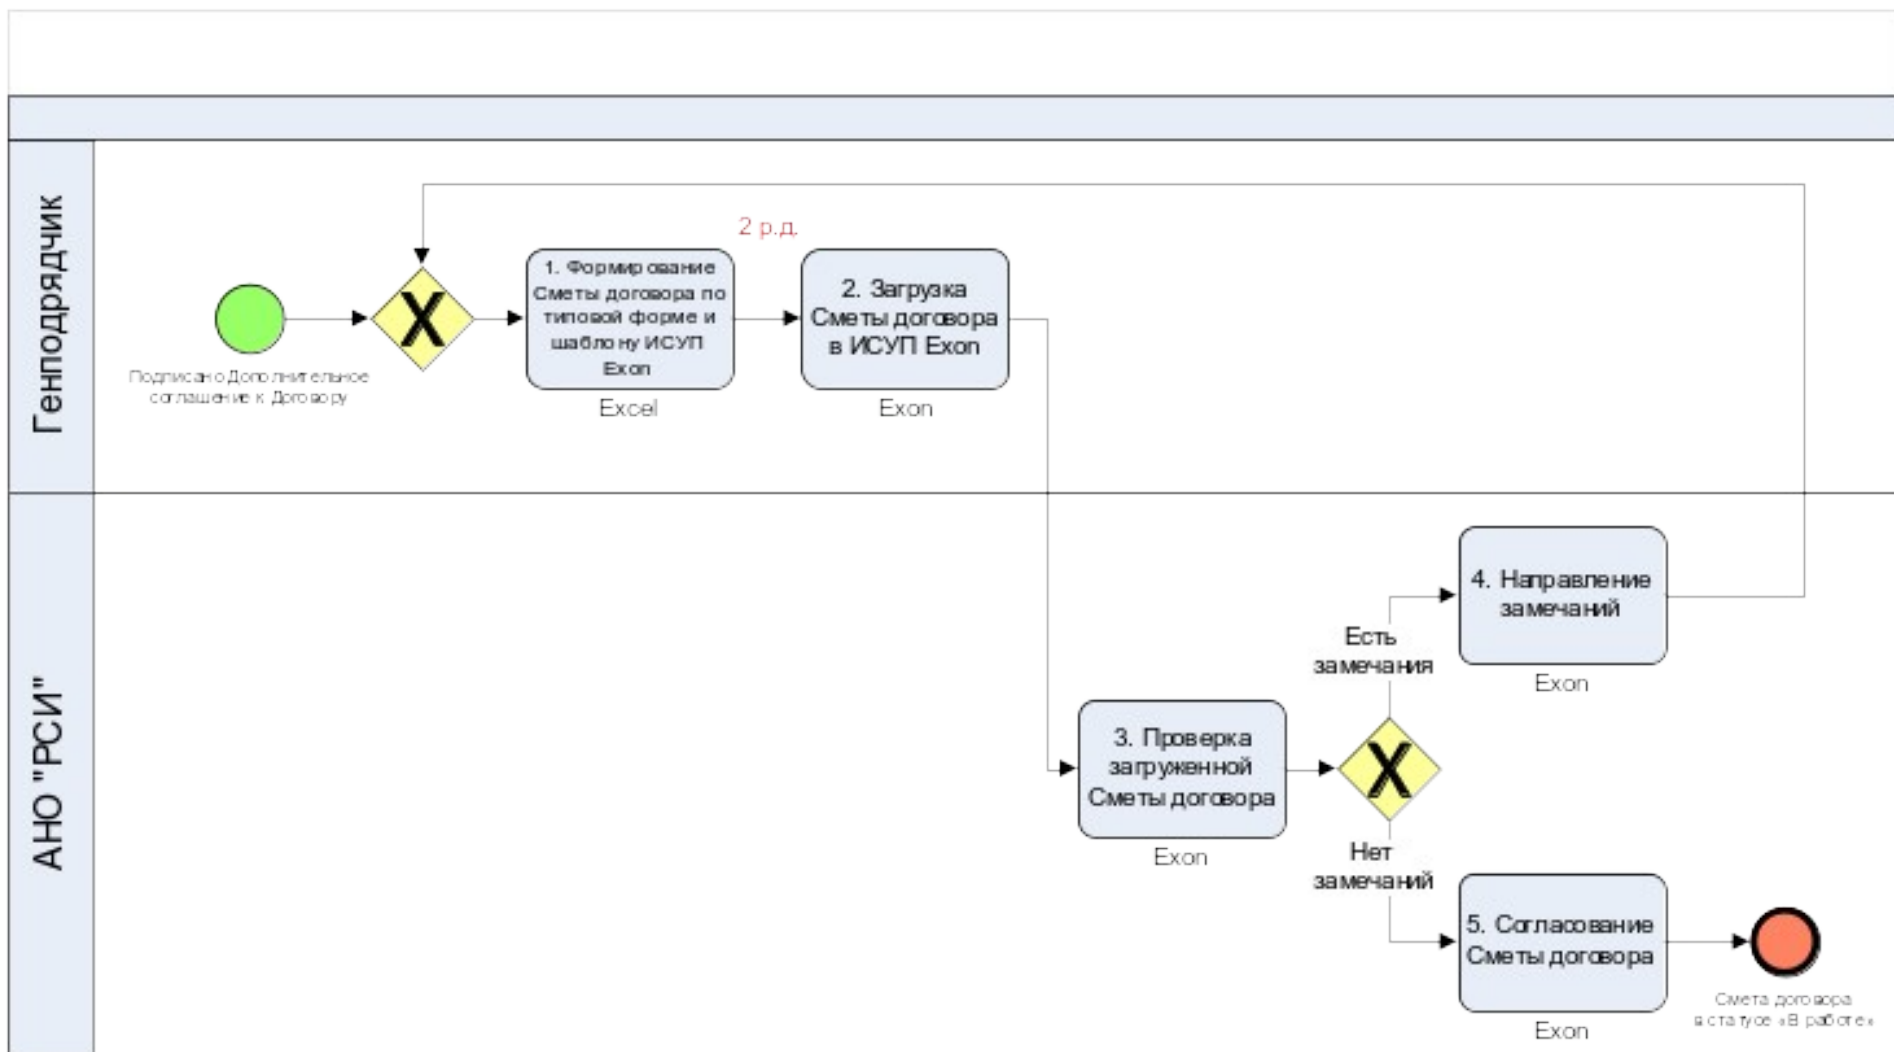 Генподрядчик
2 р.д.
1. Формирование
Сметы договора по
типовой форме и
шаблону ИСУП
Exon
Excel
2. Загрузка
Сметы договора
в ИСУП Exon
Exon
Подписано Дополнительное
соглашение к Договору
АНО "РСИ"
3. Проверка
загруженной
Сметы договора
Exon
Есть
замечания
4. Направление
замечаний
Exon
Нет
замечаний
5. Согласование
Сметы договора
Exon
Смета договора
в статусе «В работе«